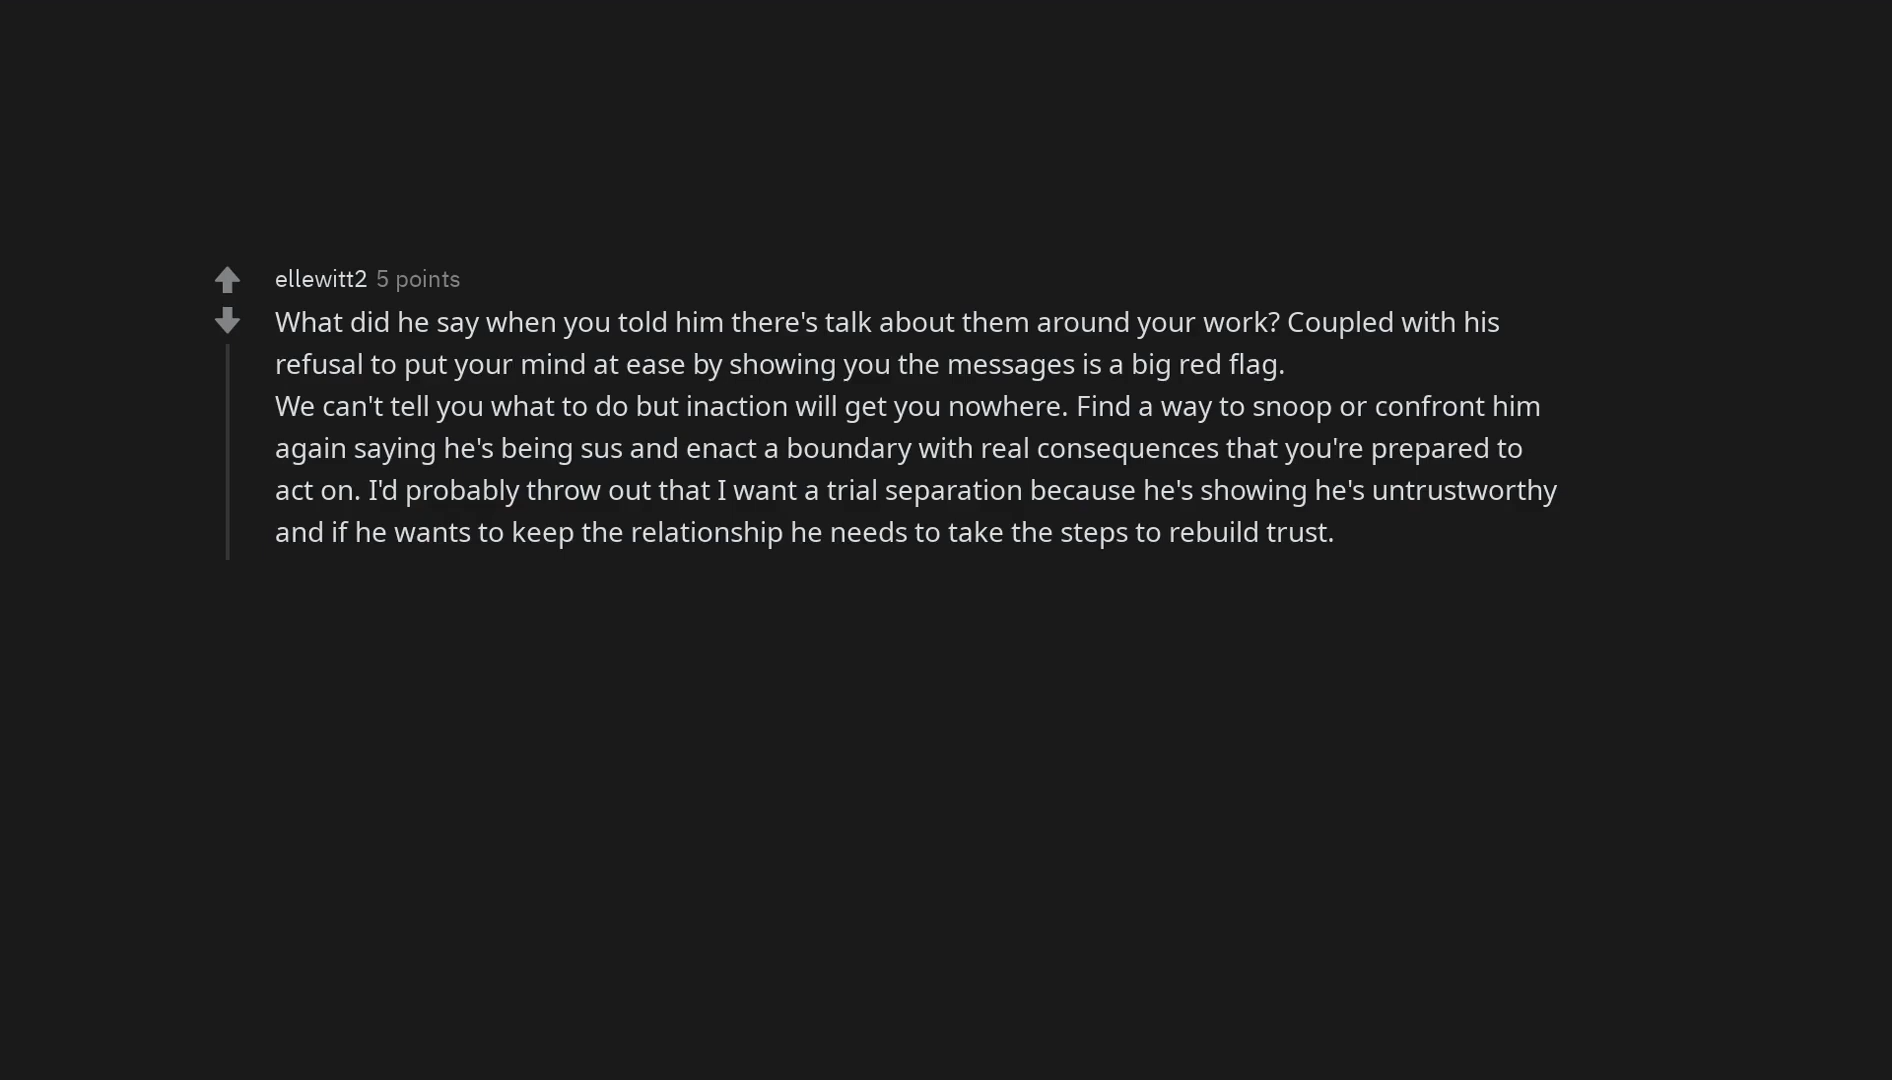 ellewitt2 5 points
What did he say when you told him there's talk about them around your work? Coupled with his
refusal to put your mind at ease by showing you the messages is a big red flag.
We can't tell you what to do but inaction will get you nowhere. Find a way to snoop or confront him
again saying he's being sus and enact a boundary with real consequences that you're prepared to
act on. I'd probably throw out that I want a trial separation because he's showing he's untrustworthy
and if he wants to keep the relationship he needs to take the steps to rebuild trust.